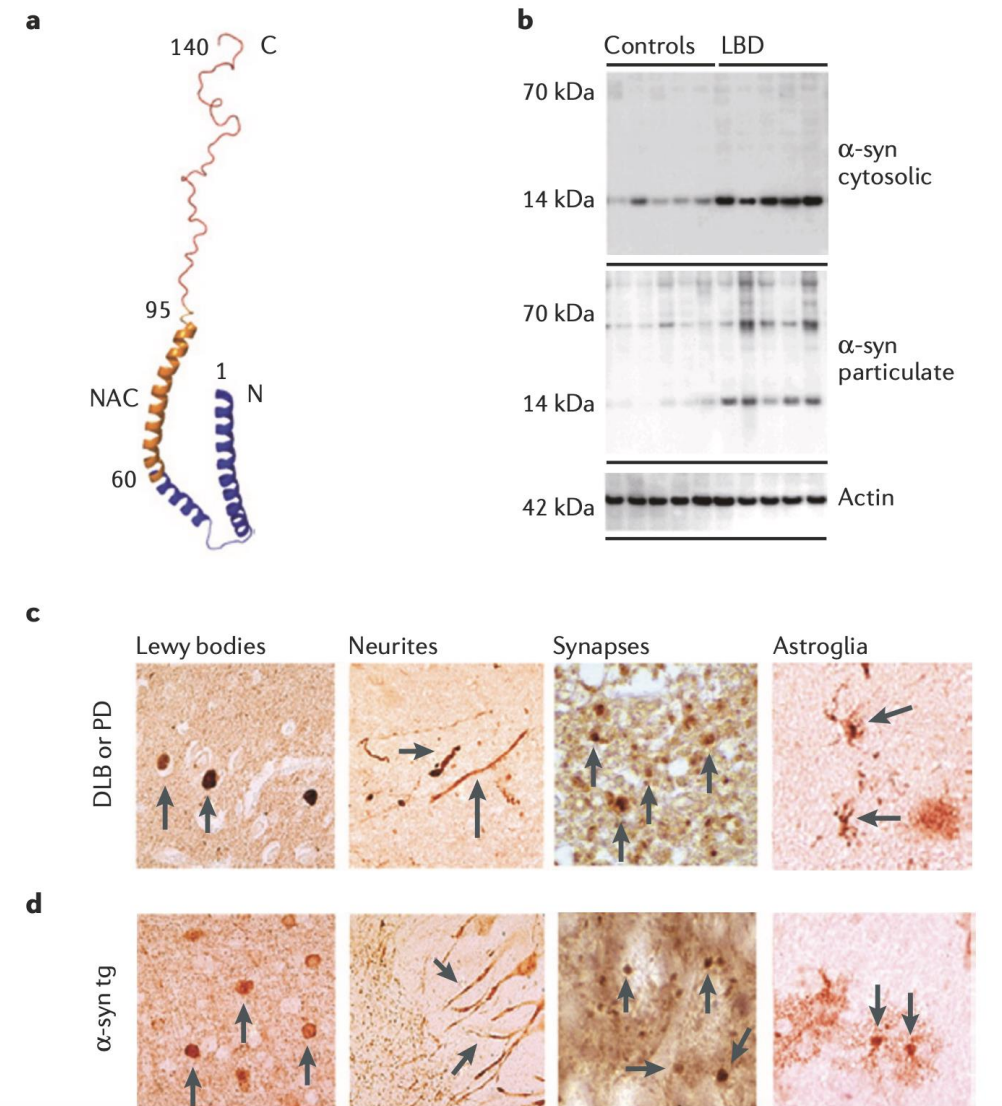 a
140
C
95
1
NAC
N
60
b
Controls
LBD
70 kDa
14 kDa
α-syn
cytosolic
70 kDa
14 kDa
α-syn
particulate
42 kDa
Actin
c
Lewy bodies
Neurites
Synapses
Astroglia
DLB or PD
d
α-syn tg